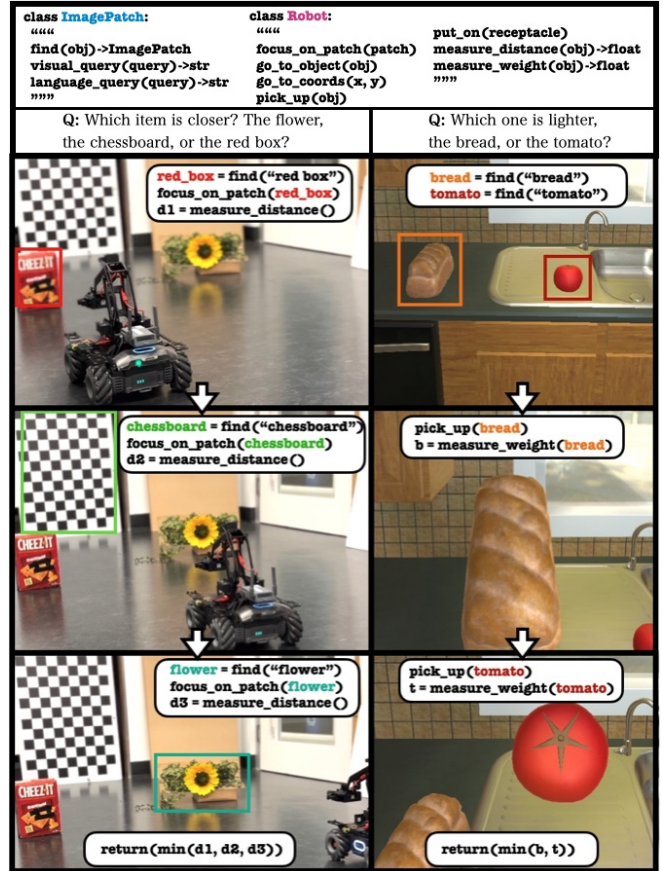 class ImagePatch:
“““
find(obj)->ImagePatch
visual_query(query)->str
language_query(query)->str
”””
class Robot:
“““
focus_on_patch(patch)
go_to_object(obj)
go_to_coords(x, y)
pick_up(obj)
put_on(receptacle)
measure_distance(obj)->float
measure_weight(obj)->float
”””
Q: Which item is closer? The flower,
the chessboard, or the red box?
Q: Which one is lighter,
the bread, or the tomato?
red_box = find(“red box”)
focus_on_patch(red_box)
d1 = measure_distance()
CHEEZ-IT
bread = find(“bread”)
tomato = find(“tomato”)
chessboard = find(“chessboard”)
focus_on_patch(chessboard)
d2 = measure_distance()
CHEEZ-IT
pick_up(bread)
b = measure_weight(bread)
flower = find(“flower”)
focus_on_patch(flower)
d3 = measure_distance()
CHEEZ-IT
return(min(d1, d2, d3))
pick_up(tomato)
t = measure_weight(tomato)
return(min(b, t))